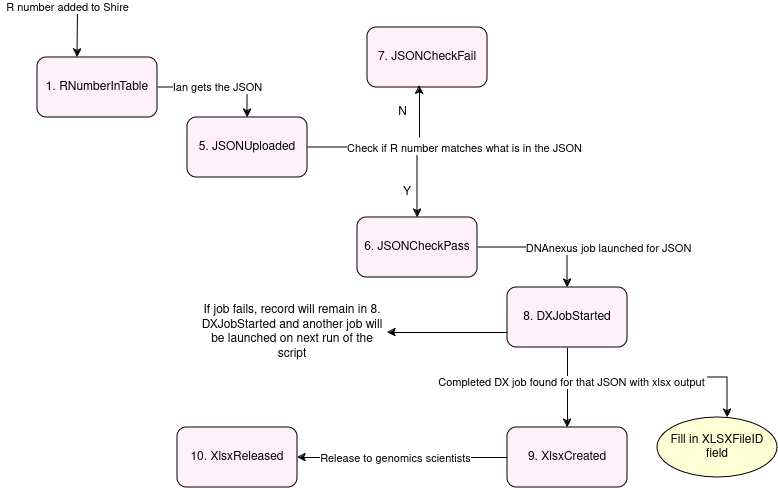 R number added to Shire
7. JSONCheckFail
1. RNumberInTable
Ian gets the JSON
N
5. JSONUploaded
Check if R number matches what is in the JSON
Y
6. JSONCheckPass
DNAnexus job launched for JSON
If job fails, record will remain in 8.
DXJobStarted and another job will
be launched on next run of the
script
8. DXJobStarted
Completed DX job found for that JSON with xlsx output
Fill in XLSXFileID
field
10. XlsxReleased
Release to genomics scientists
9. XlsxCreated